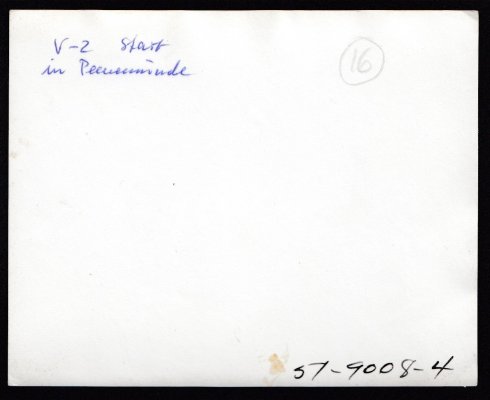 V-2 Start
16
in Peenemünde
57-9008-4